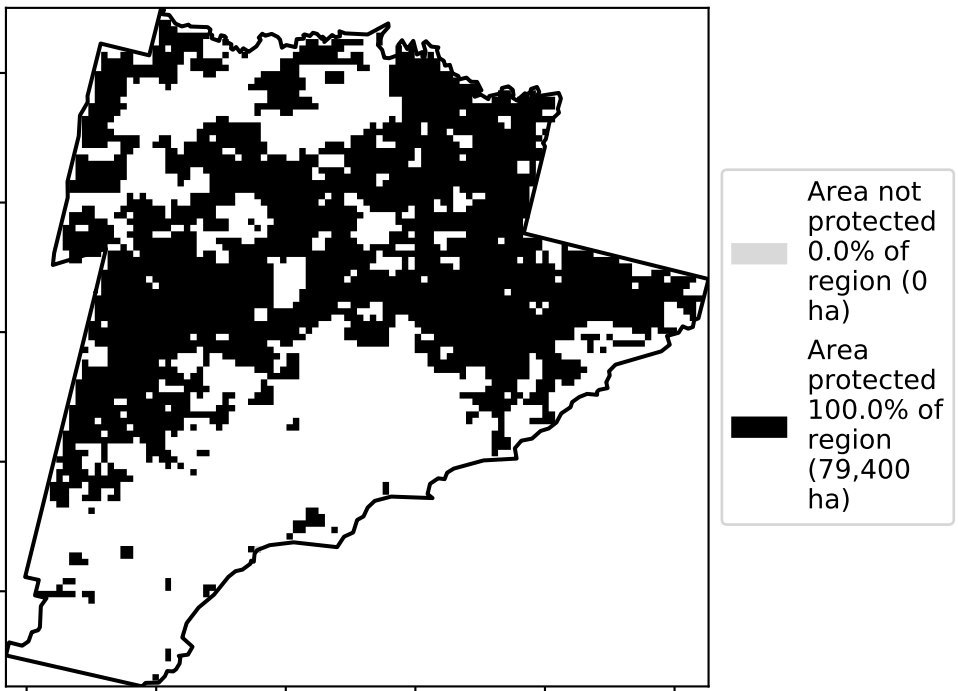 Area not
protected
0.0% of
region (0
ha)
Area
protected
100.0% of
region
(79,400
ha)